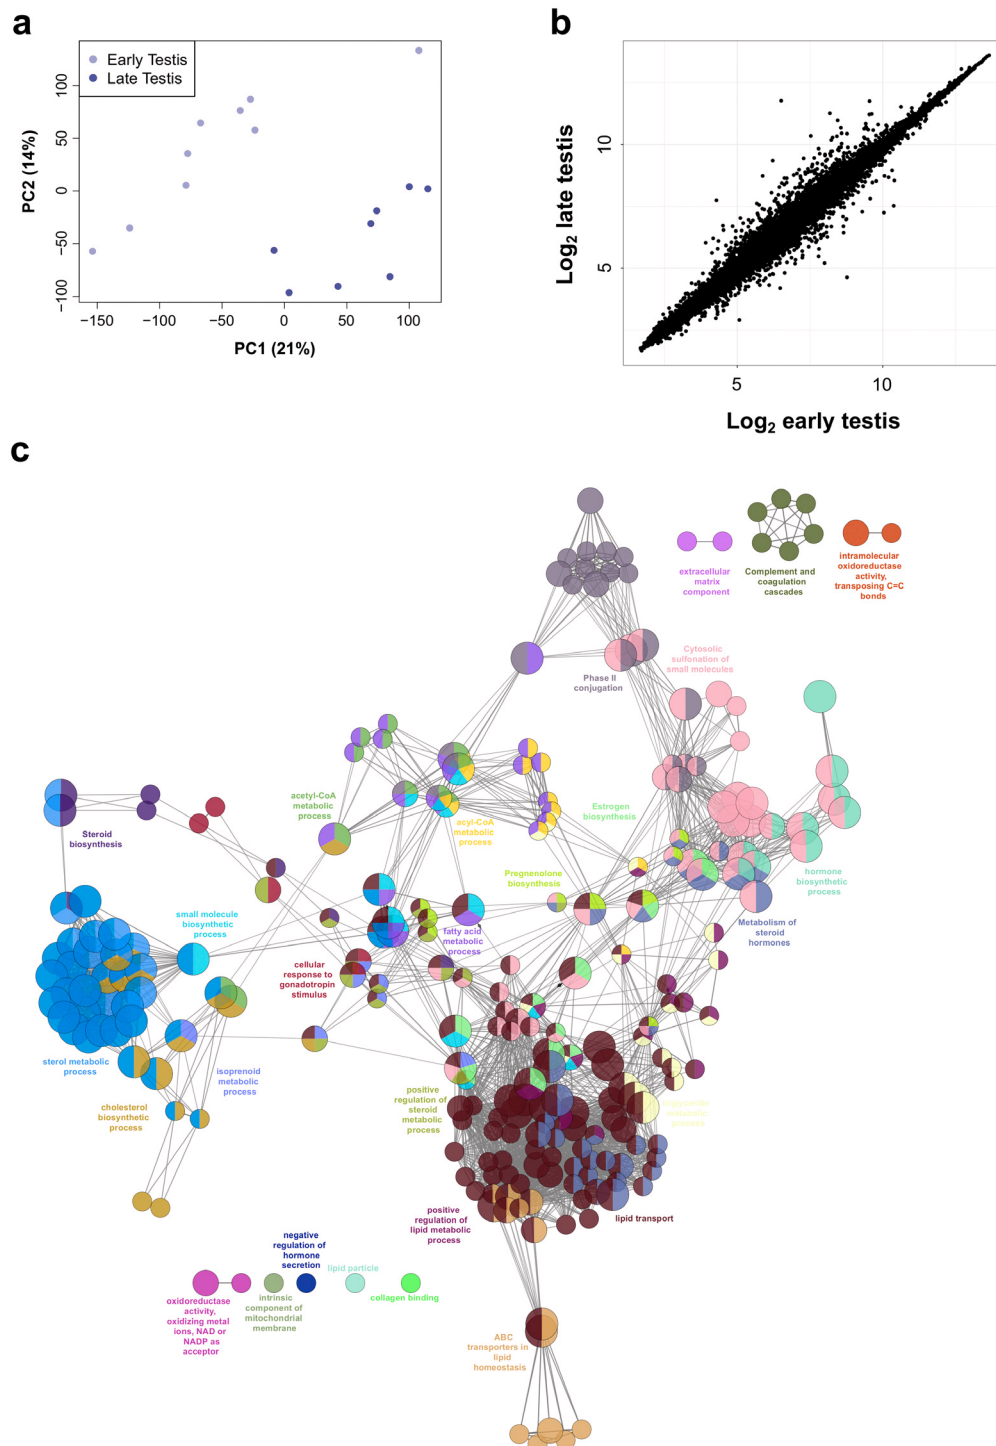 a
Early Testis
Late Testis
PC2 (14%)
100
50
0
−50
−100
−150
−100
−50
0
50
100
PC1 (21%)
b
Log2 late testis
10
5
5
10
Log2 early testis
c
extracellular
matrix
component
Complement and
coagulation
cascades
intramolecular
oxidoreductase
activity,
transposing C=C
bonds
Phase II
conjugation
Cytosolic
sulfonation of
small molecules
acetyl-CoA
metabolic
process
acyl-CoA
metabolic
process
Estrogen
biosynthesis
Steroid
biosynthesis
Pregnenolone
biosynthesis
hormone
biosynthetic
process
small molecule
biosynthetic
process
fatty acid
metabolic
process
Metabolism of
steroid
hormones
cellular
response to
gonadotropin
stimulus
sterol metabolic
process
isoprenoid
metabolic
process
cholesterol
biosynthetic
process
positive
regulation of
steroid
metabolic
process
metabolic
process
positive
regulation of
lipid metabolic
process
lipid transport
negative
regulation of
hormone
secretion
lipid particle
collagen binding
oxidoreductase
activity,
oxidizing metal
ions, NAD or
NADP as
acceptor
intrinsic
component of
mitochondrial
membrane
ABC
transporters in
lipid
homeostasis